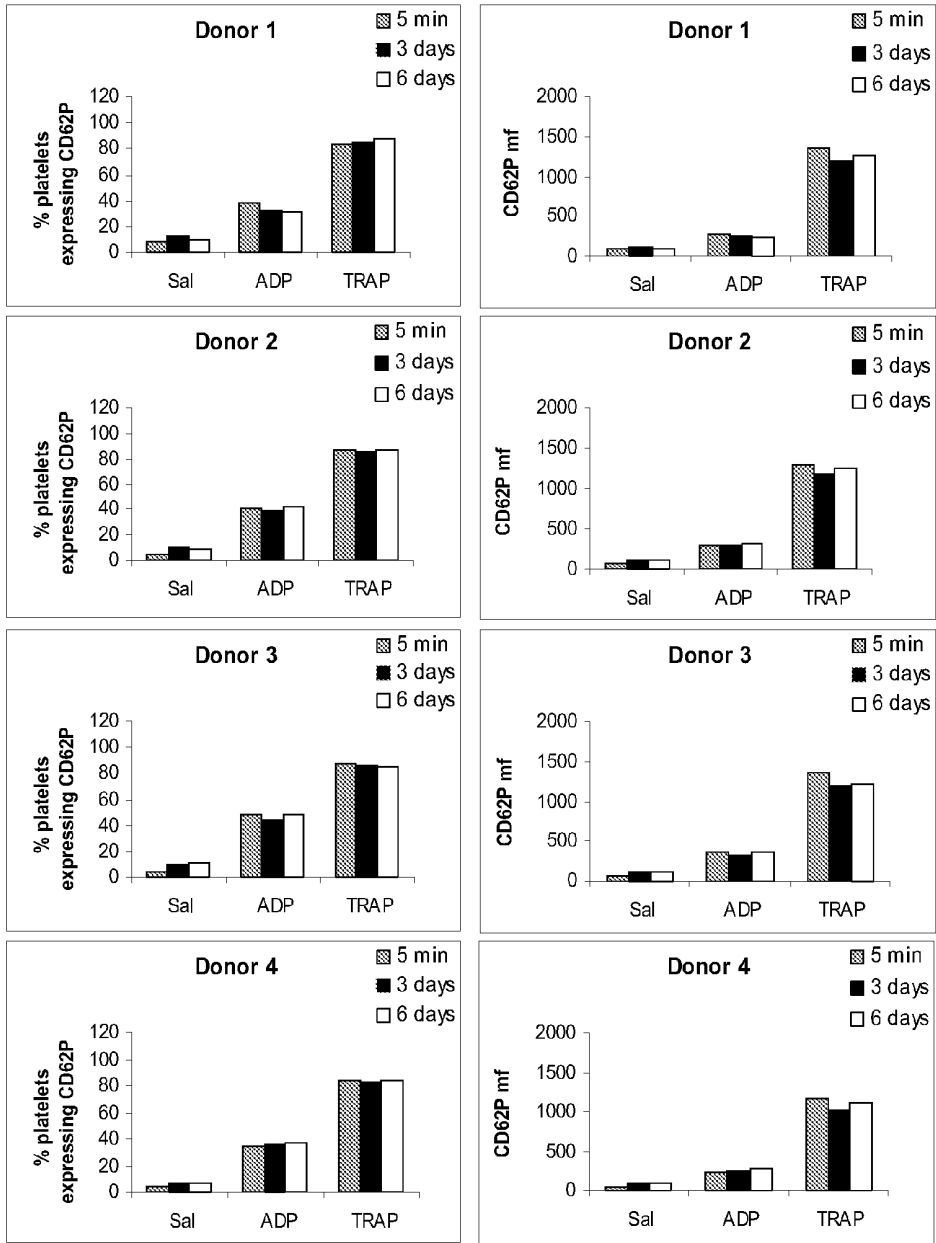 Donor 1
5 min
3 days
6 days
% platelets
expressing CD62P
120
100
80
60
40
20
0
Sal
ADP
TRAP
Donor 1
5 min
3 days
6 days
CD62P mf
2000
1500
1000
500
0
Sal
ADP
TRAP
Donor 2
5 min
3 days
6 days
% platelets
expressing CD62P
120
100
80
60
40
20
0
Sal
ADP
TRAP
Donor 2
5 min
3 days
6 days
CD62P mf
2000
1500
1000
500
0
Sal
ADP
TRAP
Donor 3
5 min
3 days
6 days
% platelets
expressing CD62P
120
100
80
60
40
20
0
Sal
ADP
TRAP
Donor 3
5 min
3 days
6 days
CD62P mf
2000
1500
1000
500
0
Sal
ADP
TRAP
Donor 4
5 min
3 days
6 days
% platelets
expressing CD62P
120
100
80
60
40
20
0
Sal
ADP
TRAP
Donor 4
5 min
3 days
6 days
CD62P mf
2000
1500
1000
500
0
Sal
ADP
TRAP